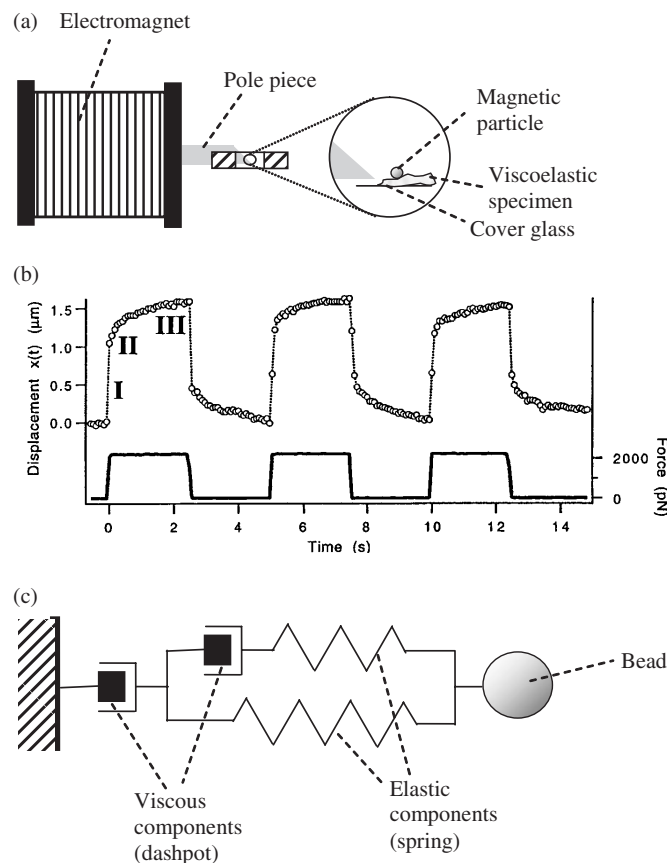 (a)
Electromagnet
Pole piece
Magnetic
particle
Viscoelastic
specimen
Cover glass
(b)
Displacement x(t) (μm)
1.5
1.0
0.5
0.0
I
II
III
2000
0
Force (pN)
0
2
4
6
8
10
12
14
Time (s)
(c)
Bead
Viscous
components
(dashpot)
Elastic
components
(spring)